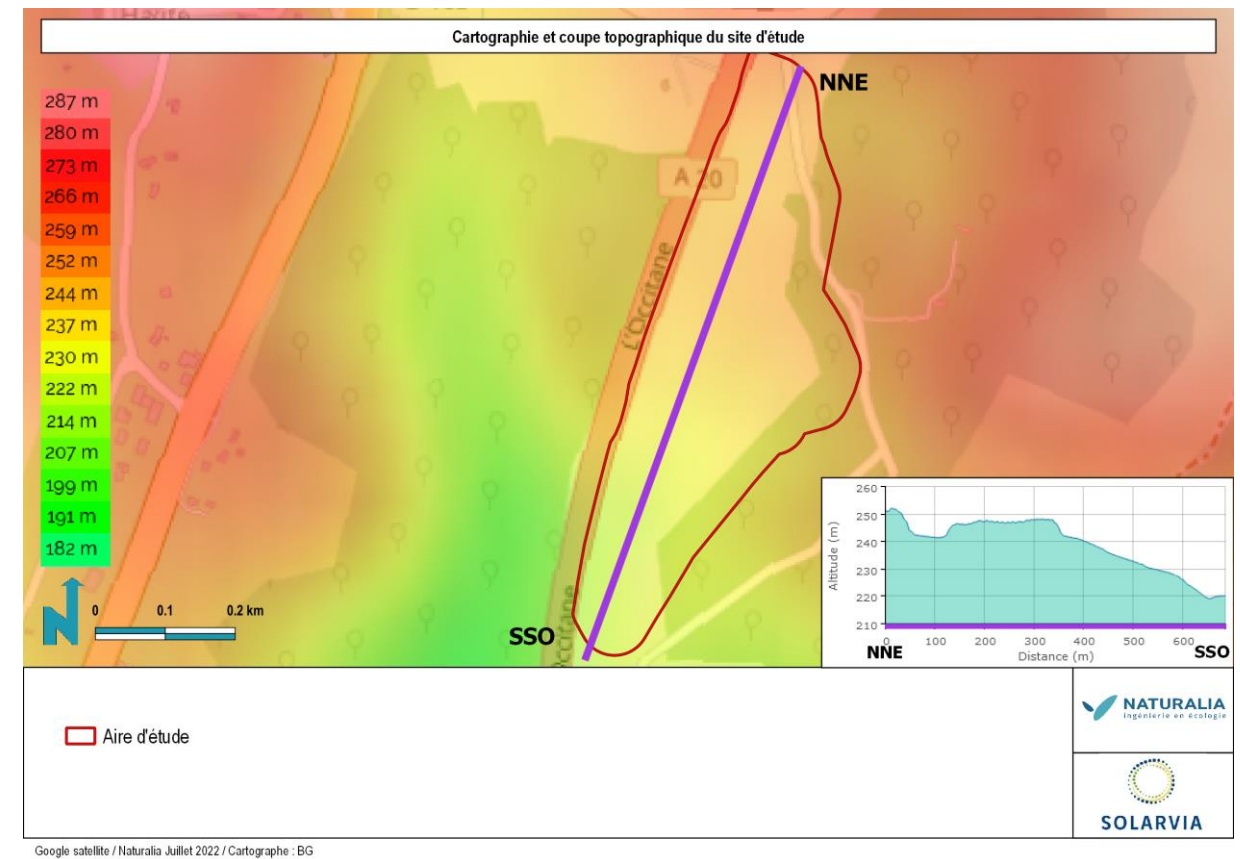 Haute
Cartographie et coupe topographique du site d'étude
NNE
287 m
280 m
273 m
266 m
259 m
252 m
244 m
237 m
230 m
222 m
214 m
207 m
199 m
191 m
182 m
A 20
L'Occitane
Occitane
N
0 0.1 0.2 km
SSO
260
250
240
230
220
210
Altitude (m)
0 100 200 300 400 500 600
NNE Distance (m) SSO
Aire d'étude
NATURALIA
ingénierie en écologie
SOLARVIA
Google satellite / Naturalia Juillet 2022 / Cartographe : BG